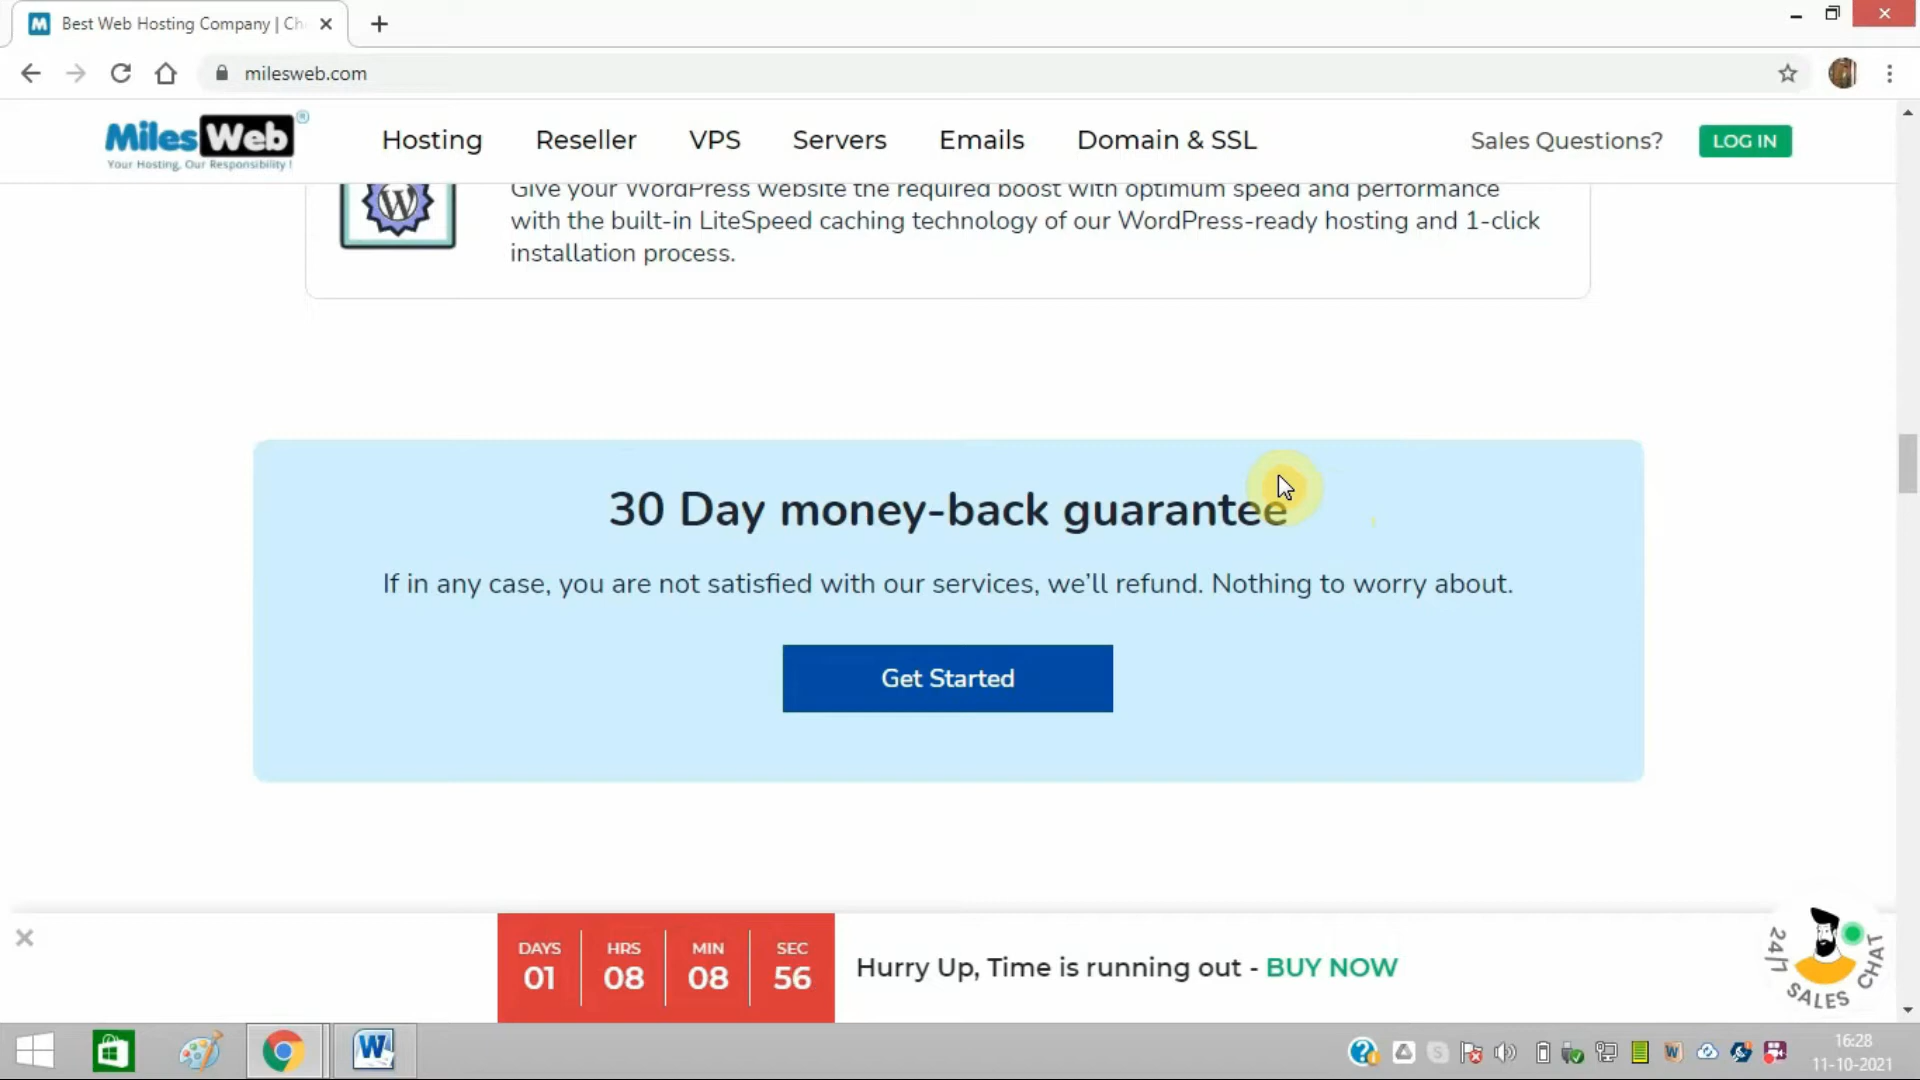 Best Web Hosting Company | Ch
milesweb.com
MilesWeb®
Your Hosting, Our Responsibility !
Hosting
Reseller
VPS
Servers
Emails
Domain & SSL
Sales Questions?
LOG IN
Give your WordPress website the required boost with optimum speed and performance
with the built-in LiteSpeed caching technology of our WordPress-ready hosting and 1-click
installation process.
30 Day money-back guarantee
If in any case, you are not satisfied with our services, we’ll refund. Nothing to worry about.
Get Started
DAYS HRS MIN SEC
01 08 08 56
Hurry Up, Time is running out - BUY NOW
24/7 SALES CHAT
16:28
11-10-2021